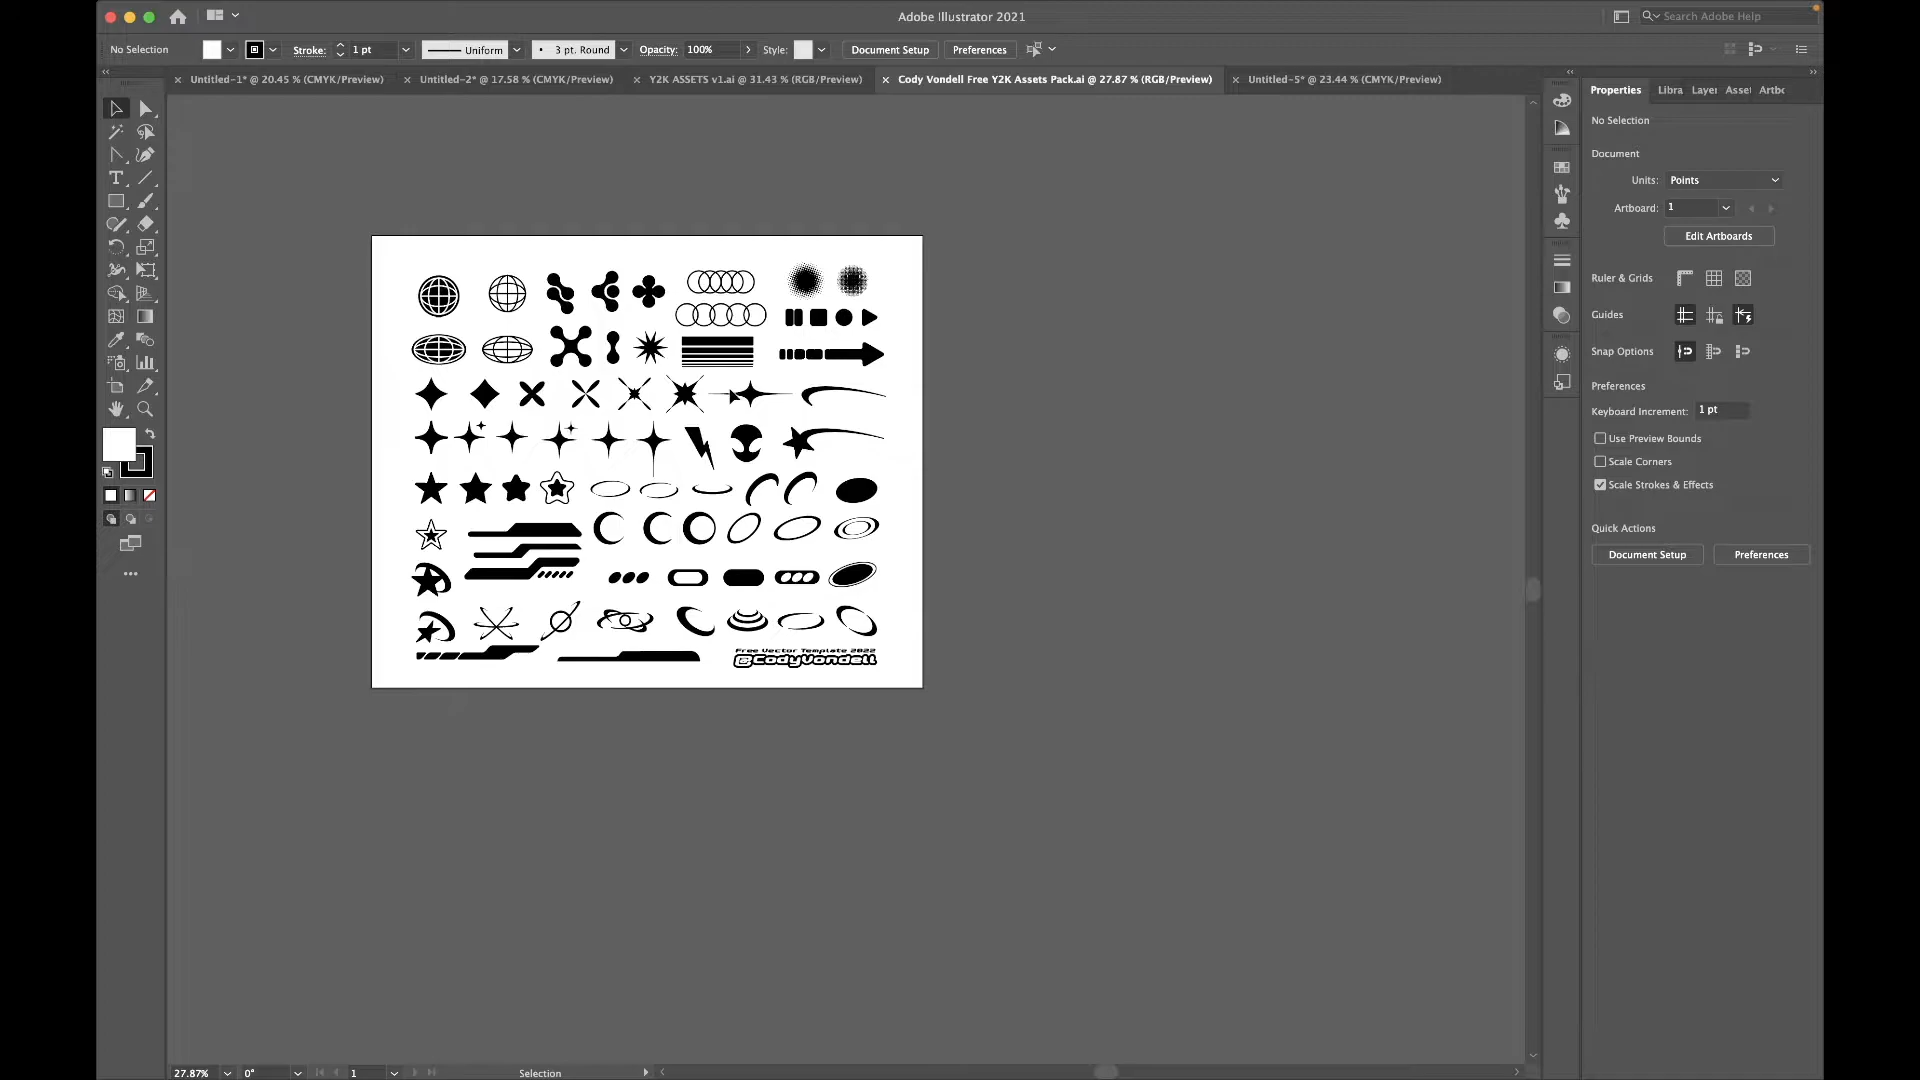 Adobe Illustrator 2021
Search Adobe Help
No Selection
Stroke:
1 pt
Uniform
3 pt. Round
Opacity:
100%
Style:
Document Setup
Preferences
Untitled-1* @ 20.45 % (CMYK/Preview)
Untitled-2* @ 17.58 % (CMYK/Preview)
Y2K ASSETS v1.ai @ 31.43 % (RGB/Preview)
Cody Vondell Free Y2K Assets Pack.ai @ 27.87 % (RGB/Preview)
Untitled-5* @ 23.44 % (CMYK/Preview)
Properties
Libra
Layer
Asset
Artbc
No Selection
Document
Units:
Points
Artboard:
1
Edit Artboards
Ruler & Grids
Guides
Snap Options
Preferences
Keyboard Increment:
1 pt
Use Preview Bounds
Scale Corners
Scale Strokes & Effects
Quick Actions
Document Setup
Preferences
Free Vector Template 2022
@CodyVondell
27.87%
0°
1
Selection